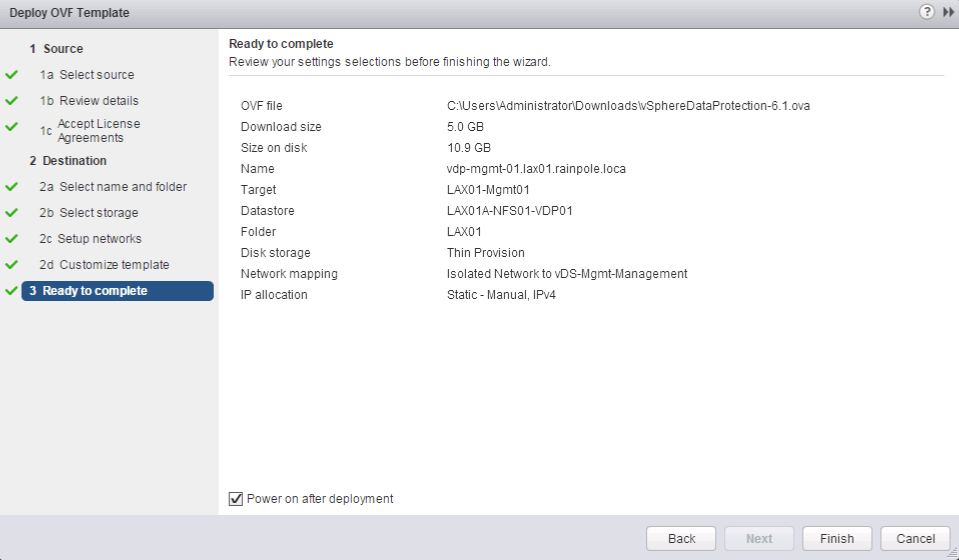 Deploy OVF Template
?
1 Source
1a Select source
1b Review details
1c Accept License
Agreements
2 Destination
2a Select name and folder
2b Select storage
2c Setup networks
2d Customize template
3 Ready to complete
Ready to complete
Review your settings selections before finishing the wizard.
OVF file C:\Users\Administrator\Downloads\vSphereDataProtection-6.1.ova
Download size 5.0 GB
Size on disk 10.9 GB
Name vdp-mgmt-01.lax01.rainpole.loca
Target LAX01-Mgmt01
Datastore LAX01A-NFS01-VDP01
Folder LAX01
Disk storage Thin Provision
Network mapping Isolated Network to vDS-Mgmt-Management
IP allocation Static - Manual, IPv4
Power on after deployment
Back Next Finish Cancel